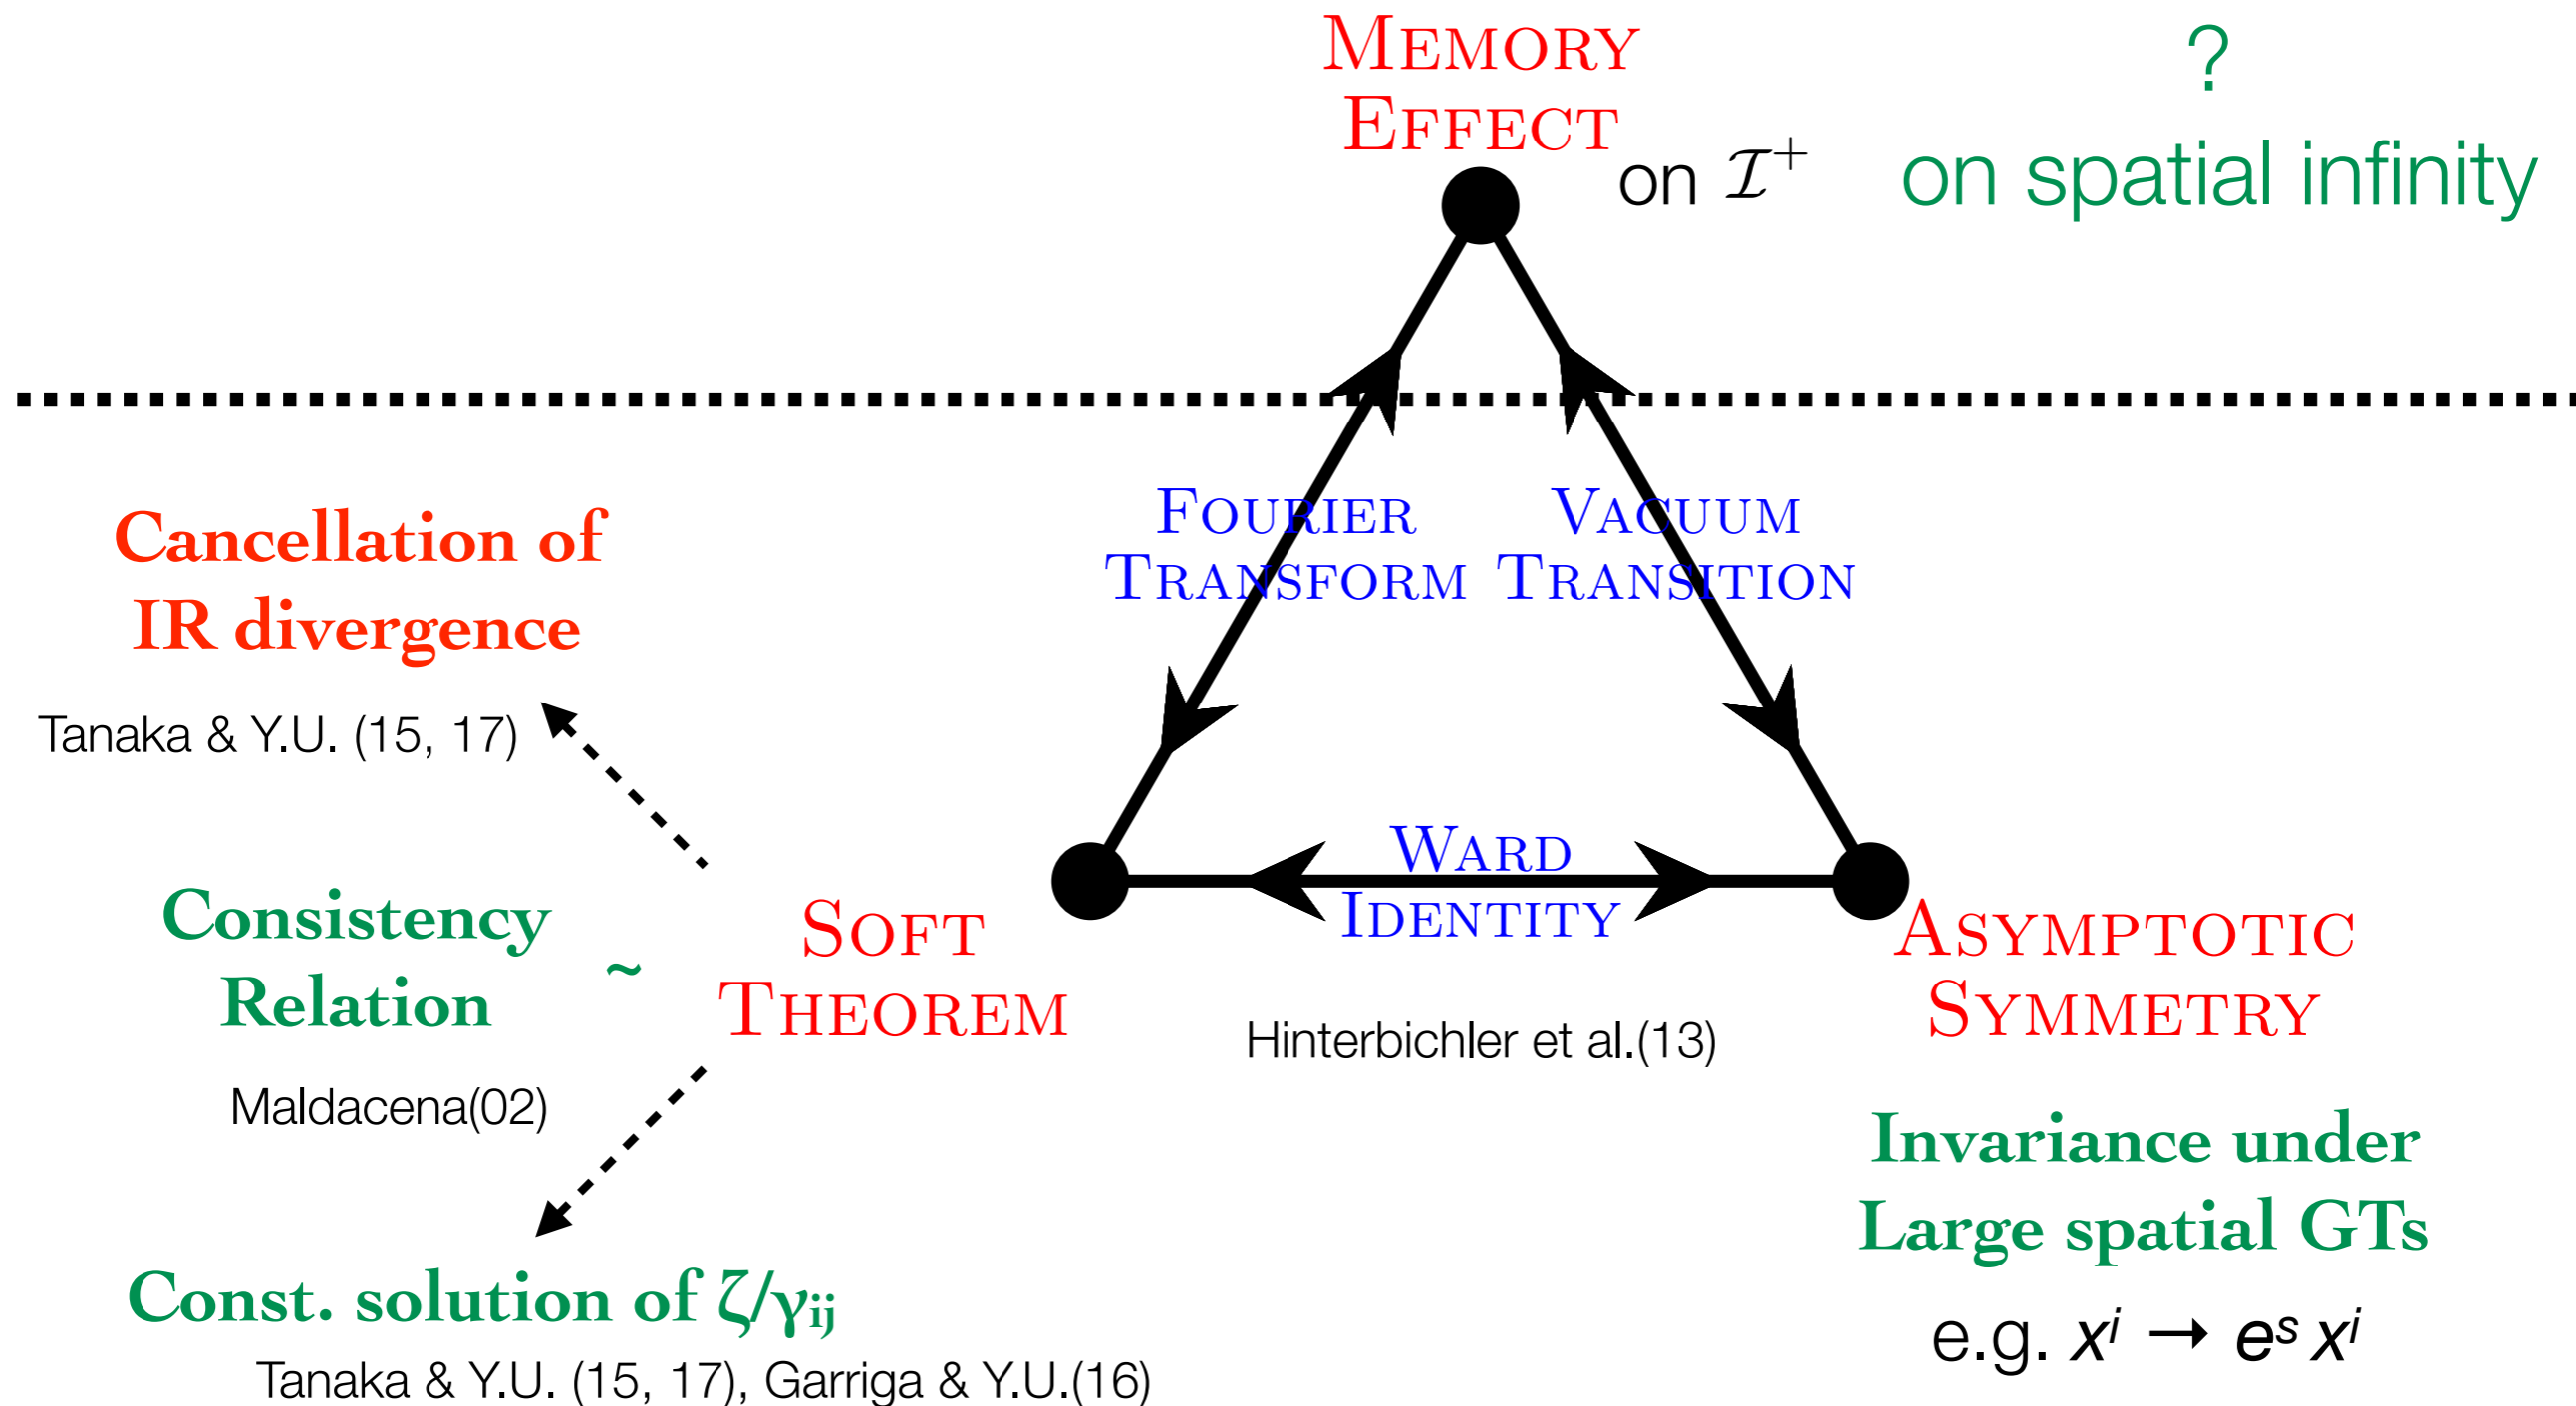 MEMORY
EFFECT
on ℐ⁺
?
on spatial infinity
FOURIER
TRANSFORM
VACUUM
TRANSITION
Cancellation of
IR divergence
Tanaka & Y.U. (15, 17)
WARD
IDENTITY
Consistency
Relation
~
Maldacena(02)
SOFT
THEOREM
Hinterbichler et al.(13)
ASYMPTOTIC
SYMMETRY
Invariance under
Large spatial GTs
e.g. xⁱ → eˢ xⁱ
Const. solution of ζ/γij
Tanaka & Y.U. (15, 17), Garriga & Y.U.(16)